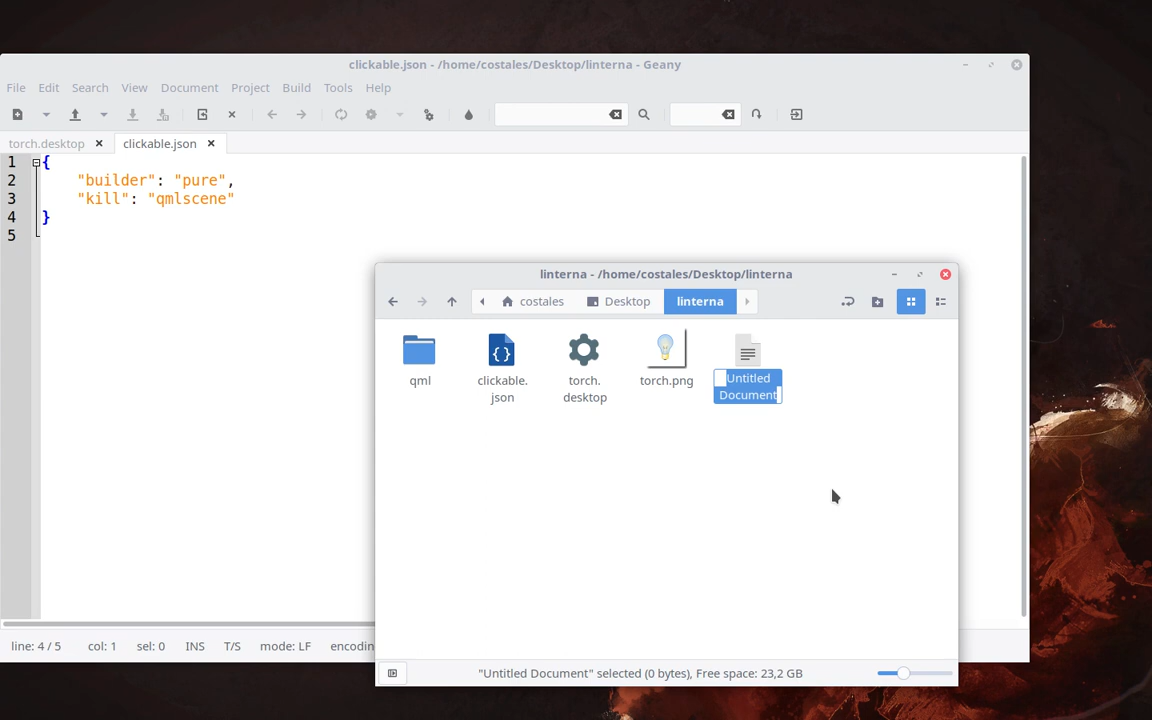 clickable.json - /home/costales/Desktop/linterna - Geany
File Edit Search View Document Project Build Tools Help
torch.desktop clickable.json
1 {
2 "builder": "pure",
3 "kill": "qmlscene"
4 }
5
linterna - /home/costales/Desktop/linterna
costales Desktop linterna
qml
clickable.
json
torch.
desktop
torch.png
Untitled
Document
"Untitled Document" selected (0 bytes), Free space: 23,2 GB
line: 4 / 5 col: 1 sel: 0 INS T/S mode: LF encodin